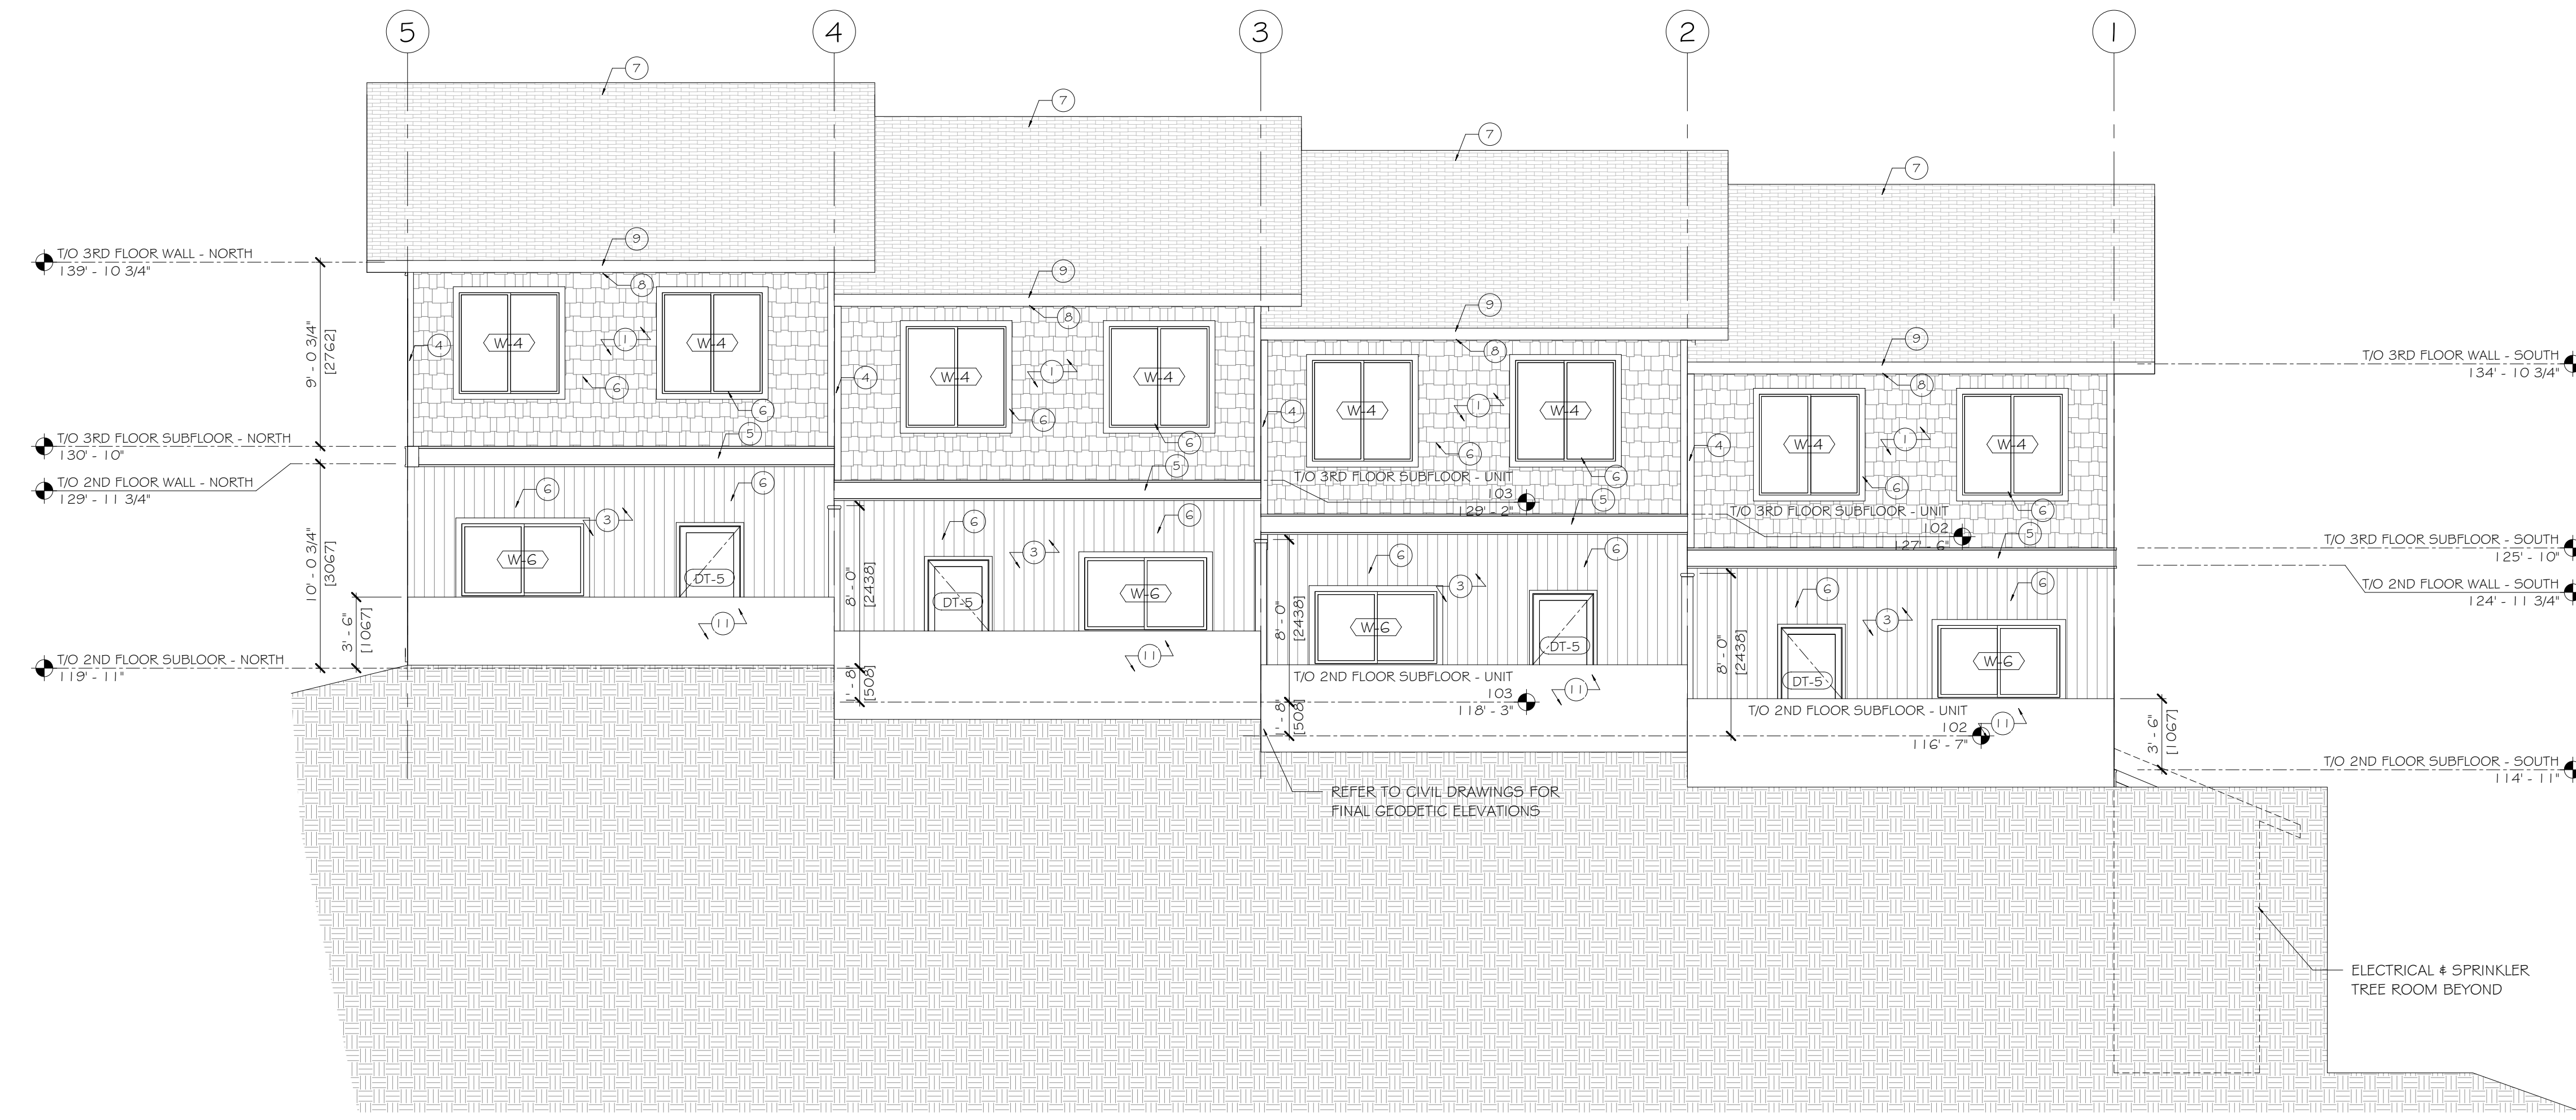 5
4
3
2
1
7
7
7
7
9
9
9
9
T/O 3RD FLOOR WALL - NORTH
139' - 10 3/4"
T/O 3RD FLOOR WALL - SOUTH
134' - 10 3/4"
9' - 0 3/4"
[2762]
8
8
8
8
W-4
W-4
W-4
W-4
W-4
W-4
W-4
W-4
1
1
1
1
4
4
4
4
6
6
6
6
6
6
6
6
5
5
5
5
T/O 3RD FLOOR SUBFLOOR - NORTH
130' - 10"
T/O 2ND FLOOR WALL - NORTH
129' - 11 3/4"
T/O 3RD FLOOR SUBFLOOR - UNIT
103
129' - 2"
T/O 3RD FLOOR SUBFLOOR - UNIT
102
127' - 6"
T/O 3RD FLOOR SUBFLOOR - SOUTH
125' - 10"
T/O 2ND FLOOR WALL - SOUTH
124' - 11 3/4"
10' - 0 3/4"
[3067]
3' - 6"
[1067]
6
6
6
6
6
6
6
6
3
3
3
3
W-6
DT-5
DT-5
W-6
W-6
DT-5
DT-5
W-6
8' - 0"
[2438]
8' - 0"
[2438]
8' - 0"
[2438]
11
11
11
11
T/O 2ND FLOOR SUBLOOR - NORTH
119' - 11"
1' - 8"
[508]
1' - 8"
[508]
T/O 2ND FLOOR SUBFLOOR - UNIT
103
118' - 3"
T/O 2ND FLOOR SUBFLOOR - UNIT
102
116' - 7"
3' - 6"
[1067]
T/O 2ND FLOOR SUBFLOOR - SOUTH
114' - 11"
REFER TO CIVIL DRAWINGS FOR
FINAL GEODETIC ELEVATIONS
ELECTRICAL & SPRINKLER
TREE ROOM BEYOND